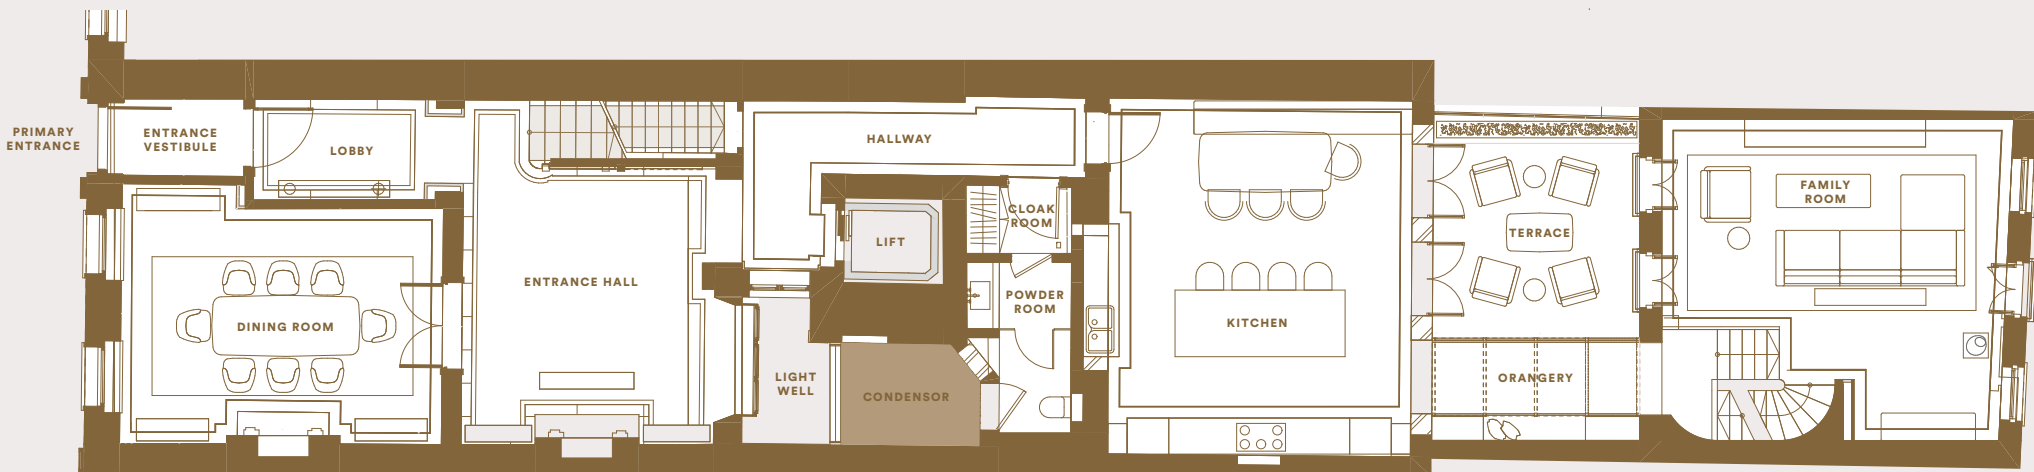 PRIMARY
ENTRANCE
ENTRANCE
VESTIBULE
LOBBY
HALLWAY
CLOAK
ROOM
LIFT
ENTRANCE HALL
DINING ROOM
POWDER
ROOM
LIGHT
WELL
CONDENSOR
KITCHEN
TERRACE
ORANGERY
FAMILY
ROOM